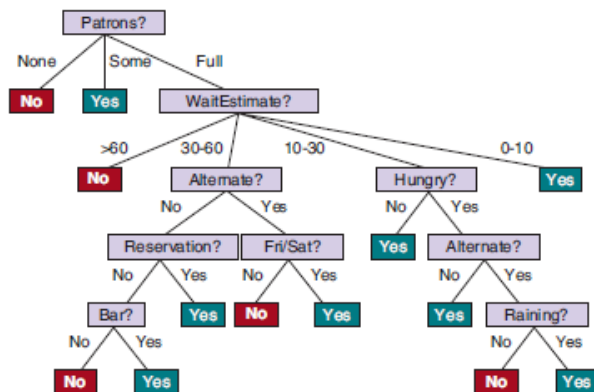 Patrons?
None Some Full
No Yes WaitEstimate?
>60 30-60 10-30 0-10
No Alternate? Hungry? Yes
No Yes No Yes
Reservation? Fri/Sat? Yes Alternate?
No Yes No Yes No Yes
Bar? Yes No Yes Yes Raining?
No Yes No Yes
No Yes No Yes